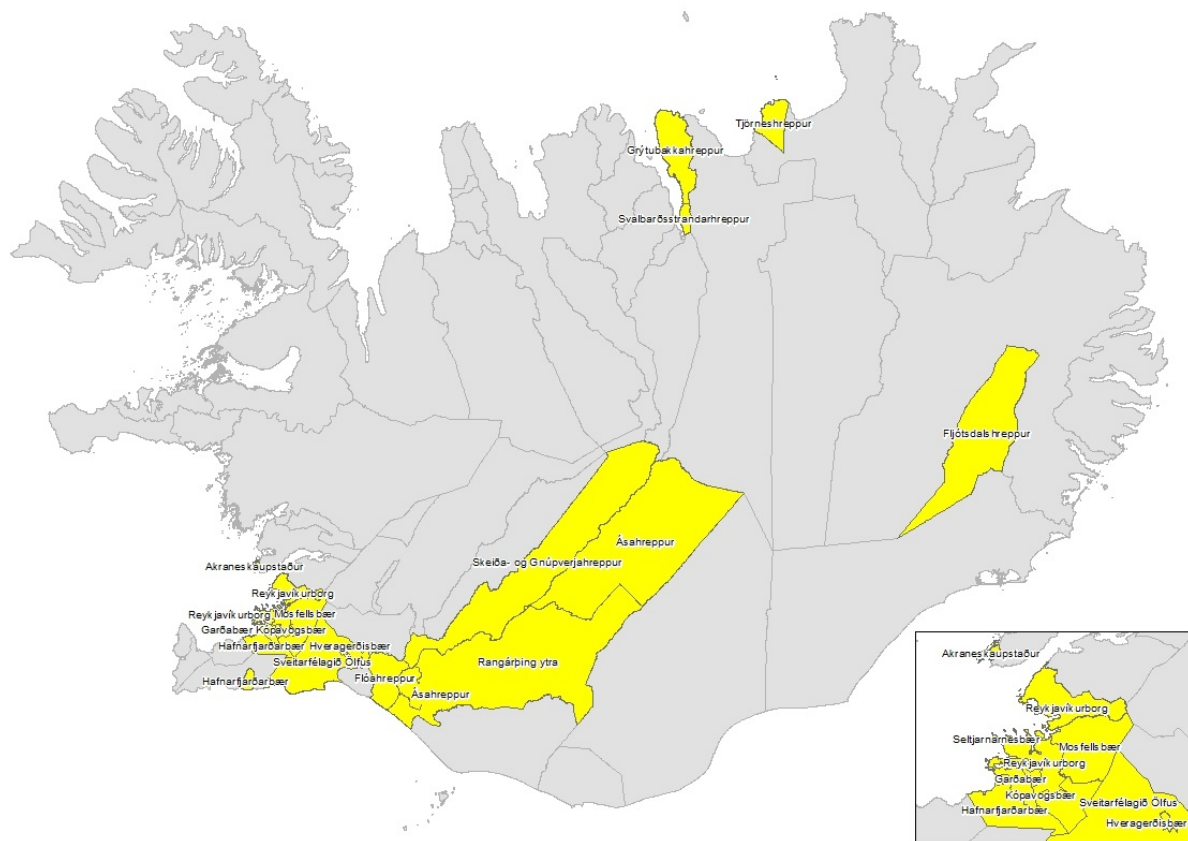 Tjörneshreppur
Grýtubakkahreppur
Svalbarðsstrandarhreppur
Fljótsdalshreppur
Ásahreppur
Skeiða- og Gnúpverjahreppur
Akraneskaupstaður
Reykjavíkurborg
Reykjavíkurborg
Mosfellsbær
Garðabær
Kópavogsbær
Hafnarfjarðarbær
Hveragerðisbær
Sveitarfélagið Ölfus
Rangárþing ytra
Flóahreppur
Hafnarfjarðarbær
Ásahreppur
Akraneskaupstaður
Reykjavíkurborg
Seltjarnarnesbær
Mosfellsbær
Reykjavíkurborg
Garðabær
Kópavogsbær
Sveitarfélagið Ölfus
Hafnarfjarðarbær
Hveragerðisbær